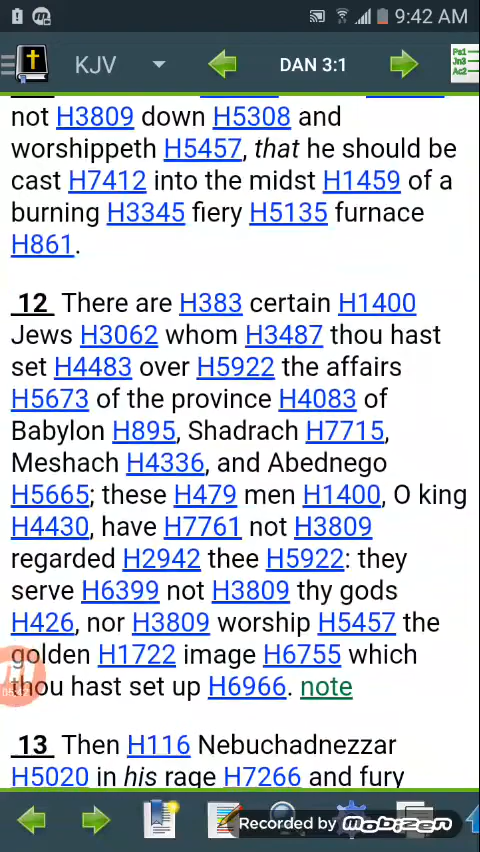 9:42 AM
KJV
DAN 3:1
Ps1
Jn3
Ac2
not H3809 down H5308 and
worshippeth H5457, that he should be
cast H7412 into the midst H1459 of a
burning H3345 fiery H5135 furnace
H861.
12 There are H383 certain H1400
Jews H3062 whom H3487 thou hast
set H4483 over H5922 the affairs
H5673 of the province H4083 of
Babylon H895, Shadrach H7715,
Meshach H4336, and Abednego
H5665; these H479 men H1400, O king
H4430, have H7761 not H3809
regarded H2942 thee H5922: they
serve H6399 not H3809 thy gods
H426, nor H3809 worship H5457 the
golden H1722 image H6755 which
thou hast set up H6966. note
13 Then H116 Nebuchadnezzar
H5020 in his rage H7266 and fury
Recorded by mobizen